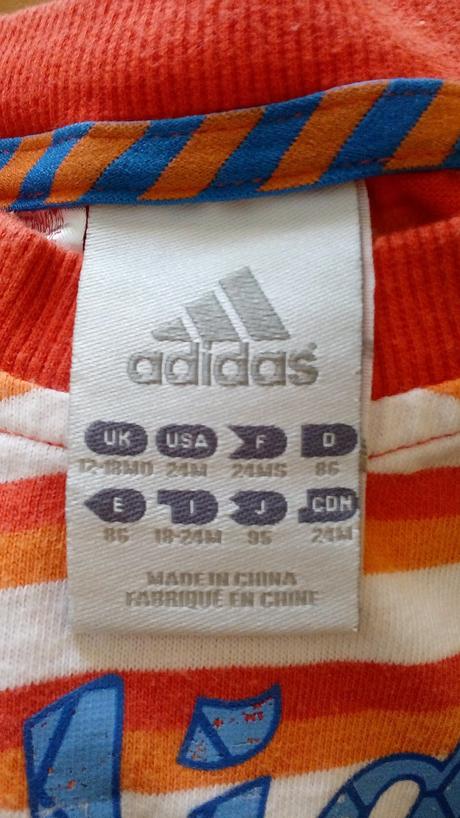 adidas
UK USA F D
12-18MO 24M 24MS 86
E I J CDN
86 18-24M 95 24M
MADE IN CHINA
FABRIQUÉ EN CHINE